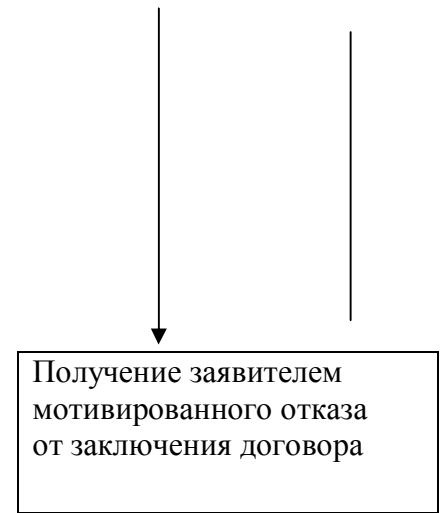 Получение заявителем
мотивированного отказа
от заключения договора